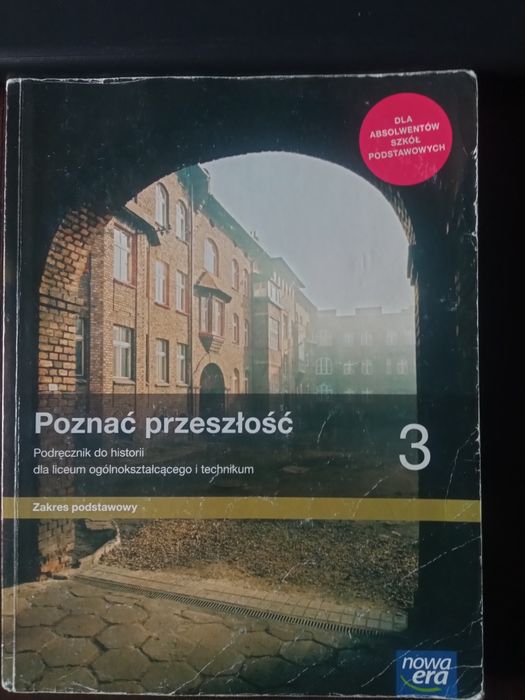 DLA
ABSOLWENTÓW
SZKÓŁ
PODSTAWOWYCH
Poznać przeszłość
3
Podręcznik do historii
dla liceum ogólnokształcącego i technikum
Zakres podstawowy
nowa
era